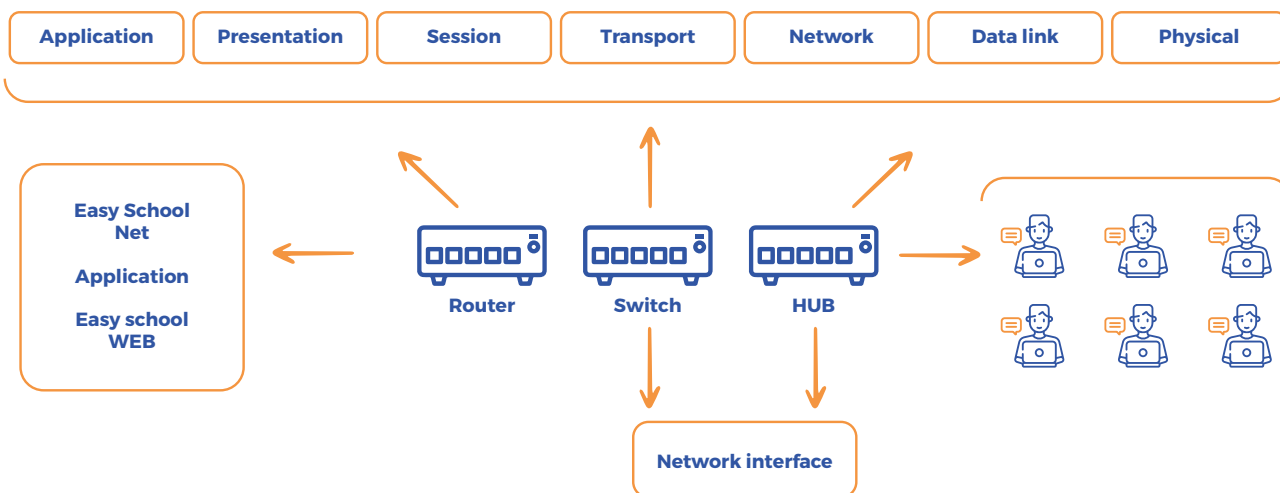 Application
Presentation
Session
Transport
Network
Data link
Physical
Easy School
Net
Application
Easy school
WEB
Router
Switch
HUB
Network interface